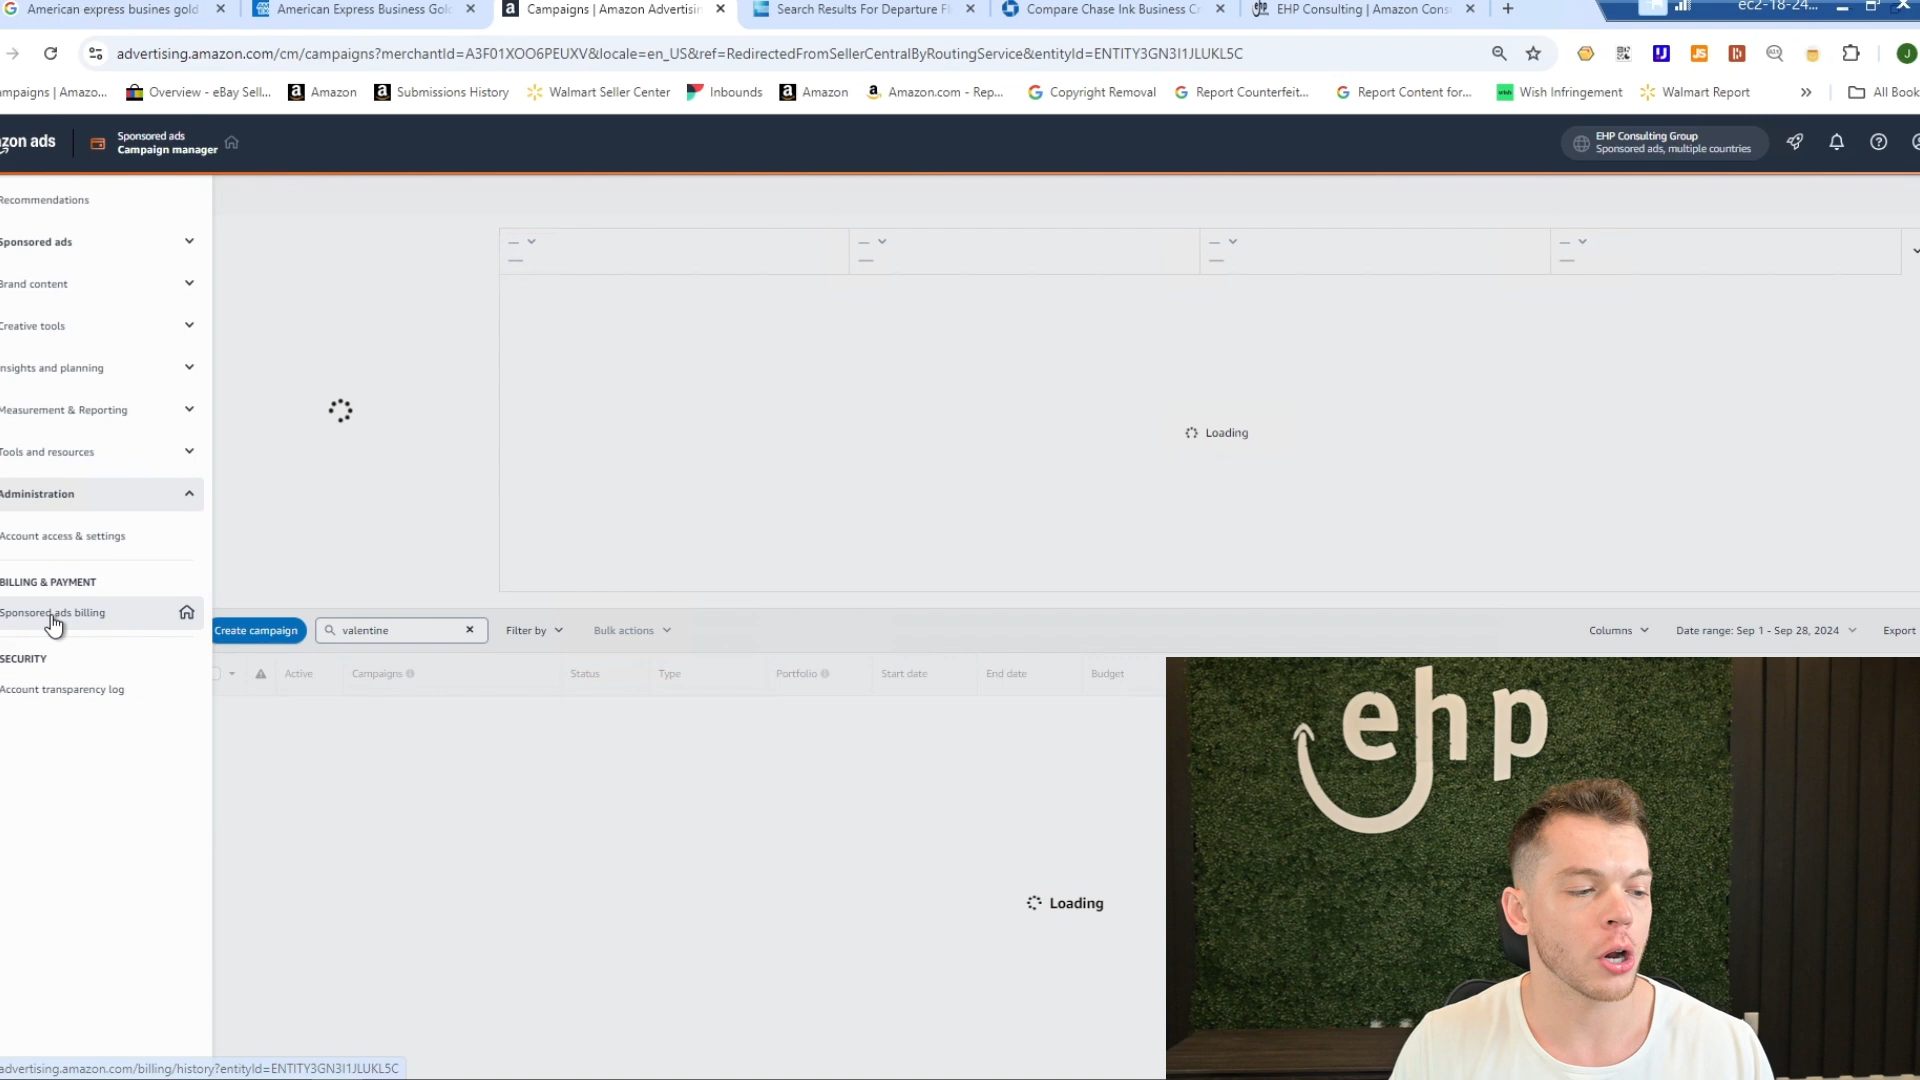 American express busines gold
American Express Business Gol
Campaigns | Amazon Advertisin
Search Results For Departure Fl
Compare Chase Ink Business Cr
EHP Consulting | Amazon Cons
ec2-18-24...
advertising.amazon.com/cm/campaigns?merchantId=A3F01XOO6PEUXV&locale=en_US&ref=RedirectedFromSellerCentralByRoutingService&entityId=ENTITY3GN3I1JLUKL5C
J
mpaigns | Amazo...
Overview - eBay Sell...
Amazon
Submissions History
Walmart Seller Center
Inbounds
Amazon
Amazon.com - Rep...
Copyright Removal
Report Counterfeit...
Report Content for...
Wish Infringement
Walmart Report
All Book
zon ads
Sponsored ads
Campaign manager
EHP Consulting Group
Sponsored ads, multiple countries
Recommendations
Sponsored ads
Brand content
Creative tools
Insights and planning
Measurement & Reporting
Tools and resources
Administration
Account access & settings
BILLING & PAYMENT
Sponsored ads billing
SECURITY
Account transparency log
Loading
Create campaign
valentine
Filter by
Bulk actions
Columns
Date range: Sep 1 - Sep 28, 2024
Export
Active
Campaigns
Status
Type
Portfolio
Start date
End date
Budget
Loading
ehp
advertising.amazon.com/billing/history?entityId=ENTITY3GN3I1JLUKL5C